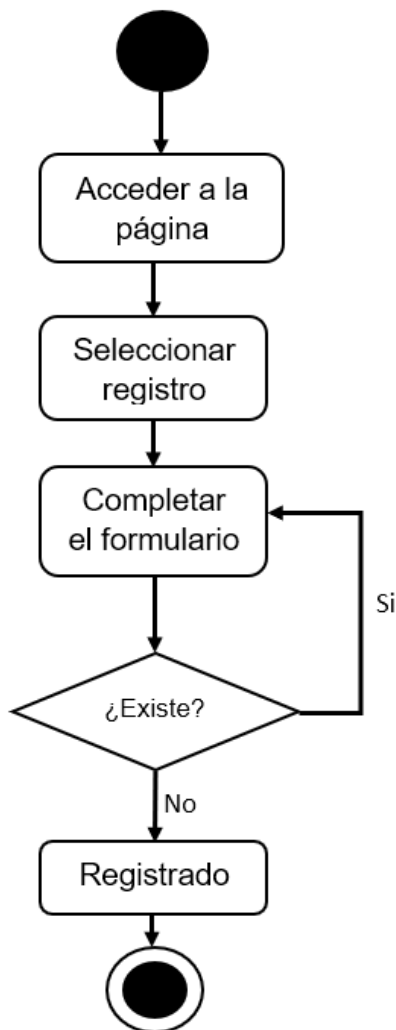 Acceder a la
página
Seleccionar
registro
Completar
el formulario
Si
¿Existe?
No
Registrado